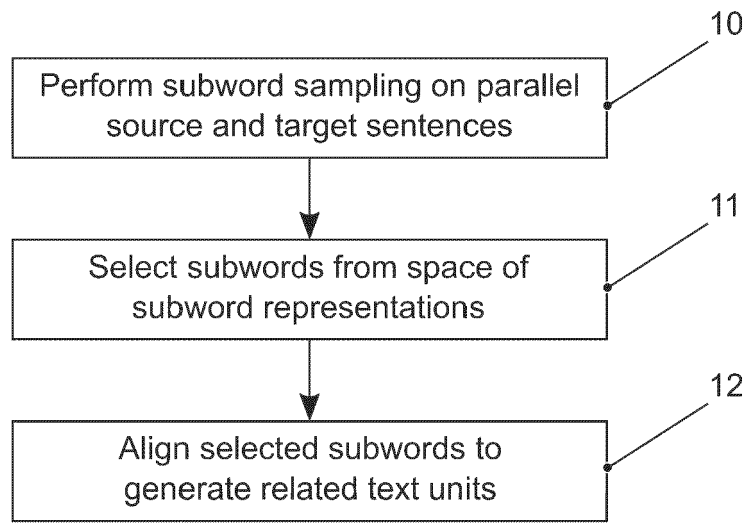 10
Perform subword sampling on parallel
source and target sentences
11
Select subwords from space of
subword representations
12
Align selected subwords to
generate related text units